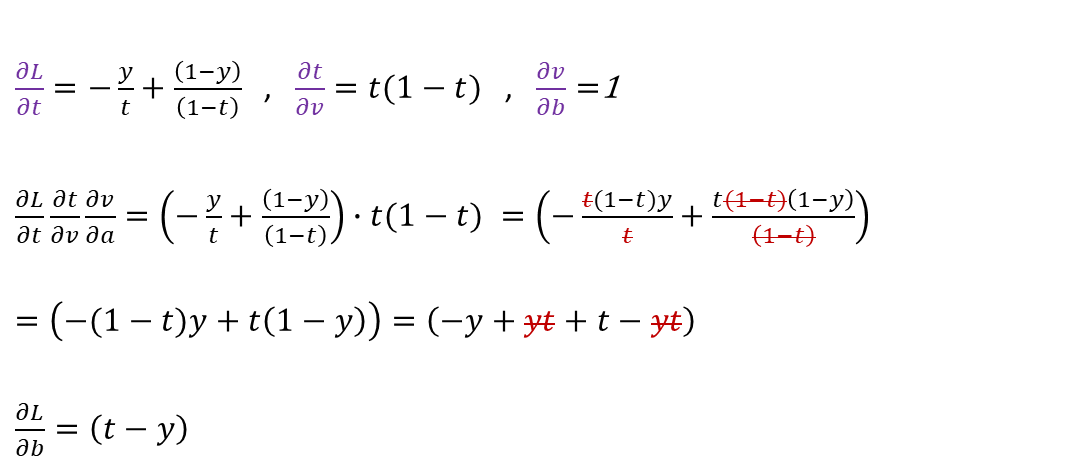 ∂L/∂t = −y/t + (1−y)/(1−t) , ∂t/∂v = t(1 − t) , ∂v/∂b = 1
∂L/∂t ∂t/∂v ∂v/∂a = (−y/t + (1−y)/(1−t)) · t(1 − t) = (−t(1−t)y/t + t(1−t)(1−y)/(1−t))
= (−(1 − t)y + t(1 − y)) = (−y + yt + t − yt)
∂L/∂b = (t − y)